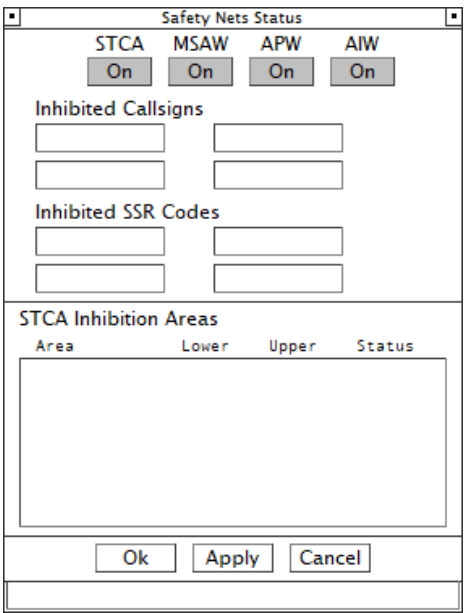 Safety Nets Status
STCA MSAW APW AIW
On On On On
Inhibited Callsigns
Inhibited SSR Codes
STCA Inhibition Areas
Area Lower Upper Status
Ok Apply Cancel